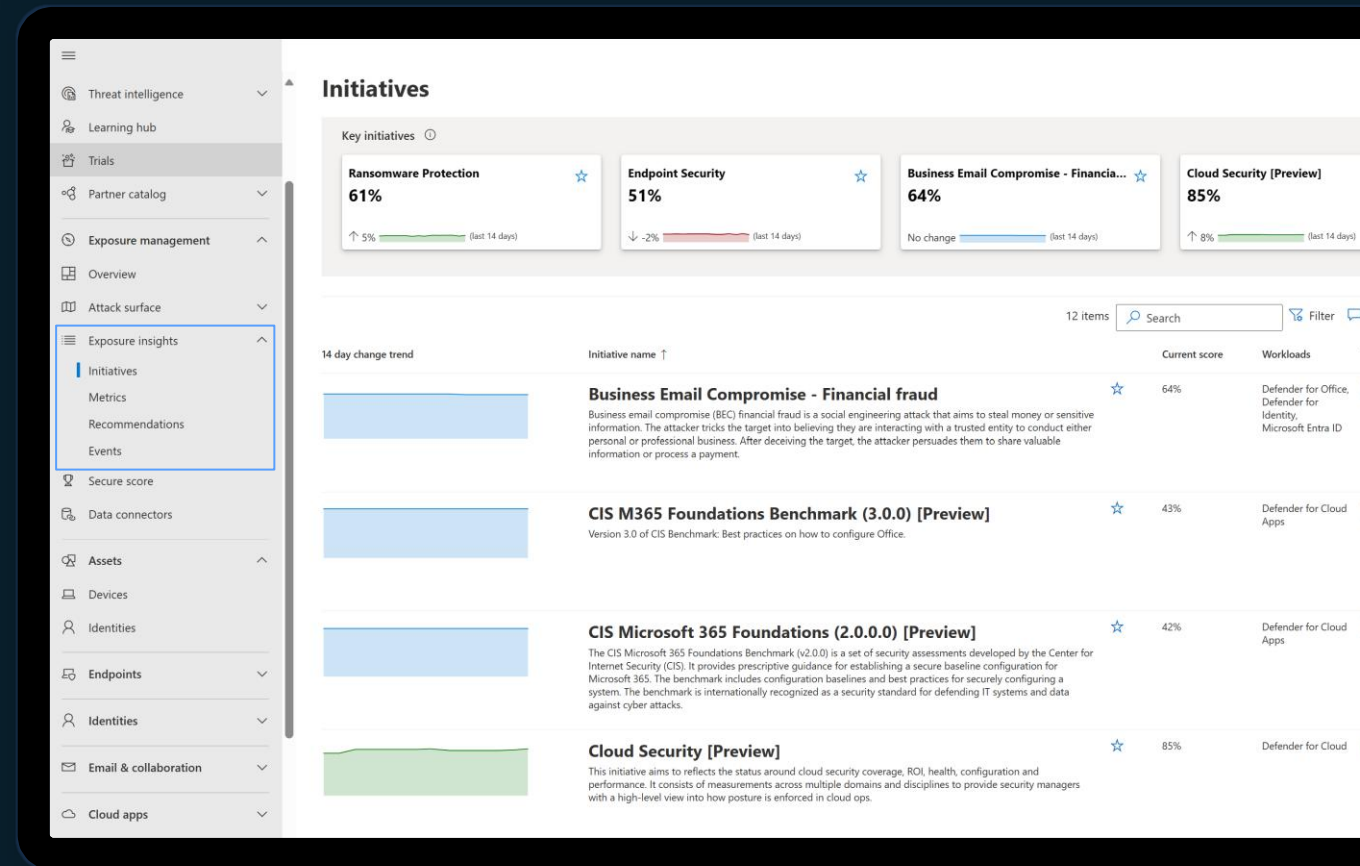 Threat intelligence
Learning hub
Trials
Partner catalog
Exposure management
Overview
Attack surface
Exposure insights
Initiatives
Metrics
Recommendations
Events
Secure score
Data connectors
Assets
Devices
Identities
Endpoints
Identities
Email & collaboration
Cloud apps
Initiatives
Key initiatives
Ransomware Protection
61%
↑ 5% (last 14 days)
Endpoint Security
51%
↓ -2% (last 14 days)
Business Email Compromise - Financia...
64%
No change (last 14 days)
Cloud Security [Preview]
85%
↑ 8% (last 14 days)
12 items Search Filter
14 day change trend Initiative name ↑ Current score Workloads
Business Email Compromise - Financial fraud
Business email compromise (BEC) financial fraud is a social engineering attack that aims to steal money or sensitive
information. The attacker tricks the target into believing they are interacting with a trusted entity to conduct either
personal or professional business. After deceiving the target, the attacker persuades them to share valuable
information or process a payment.
64%
Defender for Office,
Defender for
Identity,
Microsoft Entra ID
CIS M365 Foundations Benchmark (3.0.0) [Preview]
Version 3.0 of CIS Benchmark: Best practices on how to configure Office.
43%
Defender for Cloud
Apps
CIS Microsoft 365 Foundations (2.0.0.0) [Preview]
The CIS Microsoft 365 Foundations Benchmark (v2.0.0) is a set of security assessments developed by the Center for
Internet Security (CIS). It provides prescriptive guidance for establishing a secure baseline configuration for
Microsoft 365. The benchmark includes configuration baselines and best practices for securely configuring a
system. The benchmark is internationally recognized as a security standard for defending IT systems and data
against cyber attacks.
42%
Defender for Cloud
Apps
Cloud Security [Preview]
This initiative aims to reflects the status around cloud security coverage, ROI, health, configuration and
performance. It consists of measurements across multiple domains and disciplines to provide security managers
with a high-level view into how posture is enforced in cloud ops.
85%
Defender for Cloud